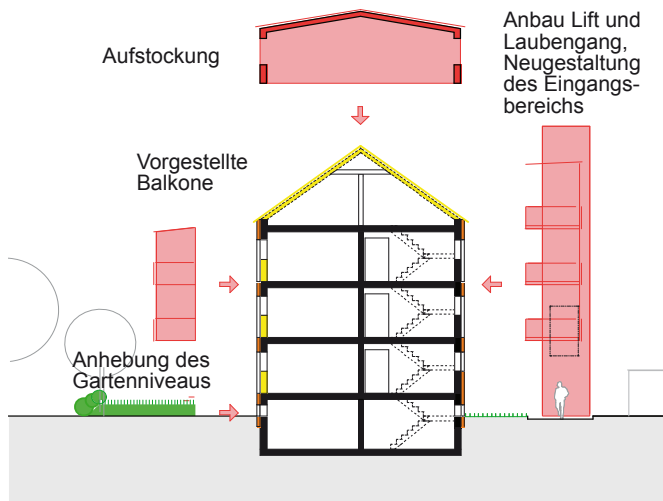 Aufstockung
Anbau Lift und
Laubengang,
Neugestaltung
des Eingangs-
bereichs
Vorgestellte
Balkone
Anhebung des
Gartenniveaus